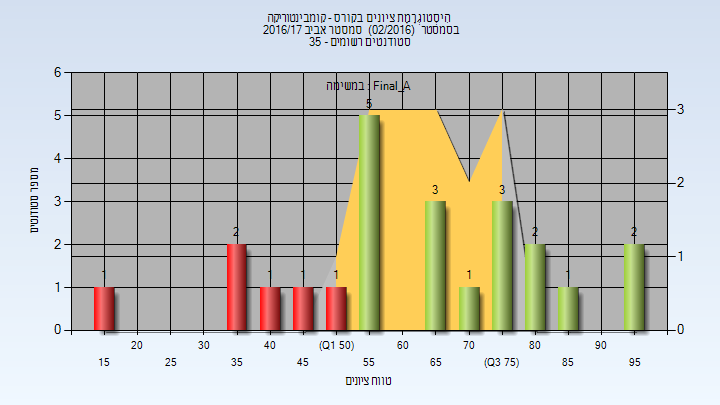 היסטוגרמת ציונים בקורס - קומבינטוריקה
בסמסטר (02/2016) סמסטר אביב 2016/17
סטודנטים רשומים - 35
במשימה : Final_A
מספר סטודנטים
6
5
4
3
2
1
0
3
2
1
0
1
2
1
1
1
5
3
1
3
2
1
2
20 30 40 (Q1 50) 60 70 80 90
15 25 35 45 55 65 (Q3 75) 85 95
טווח ציונים